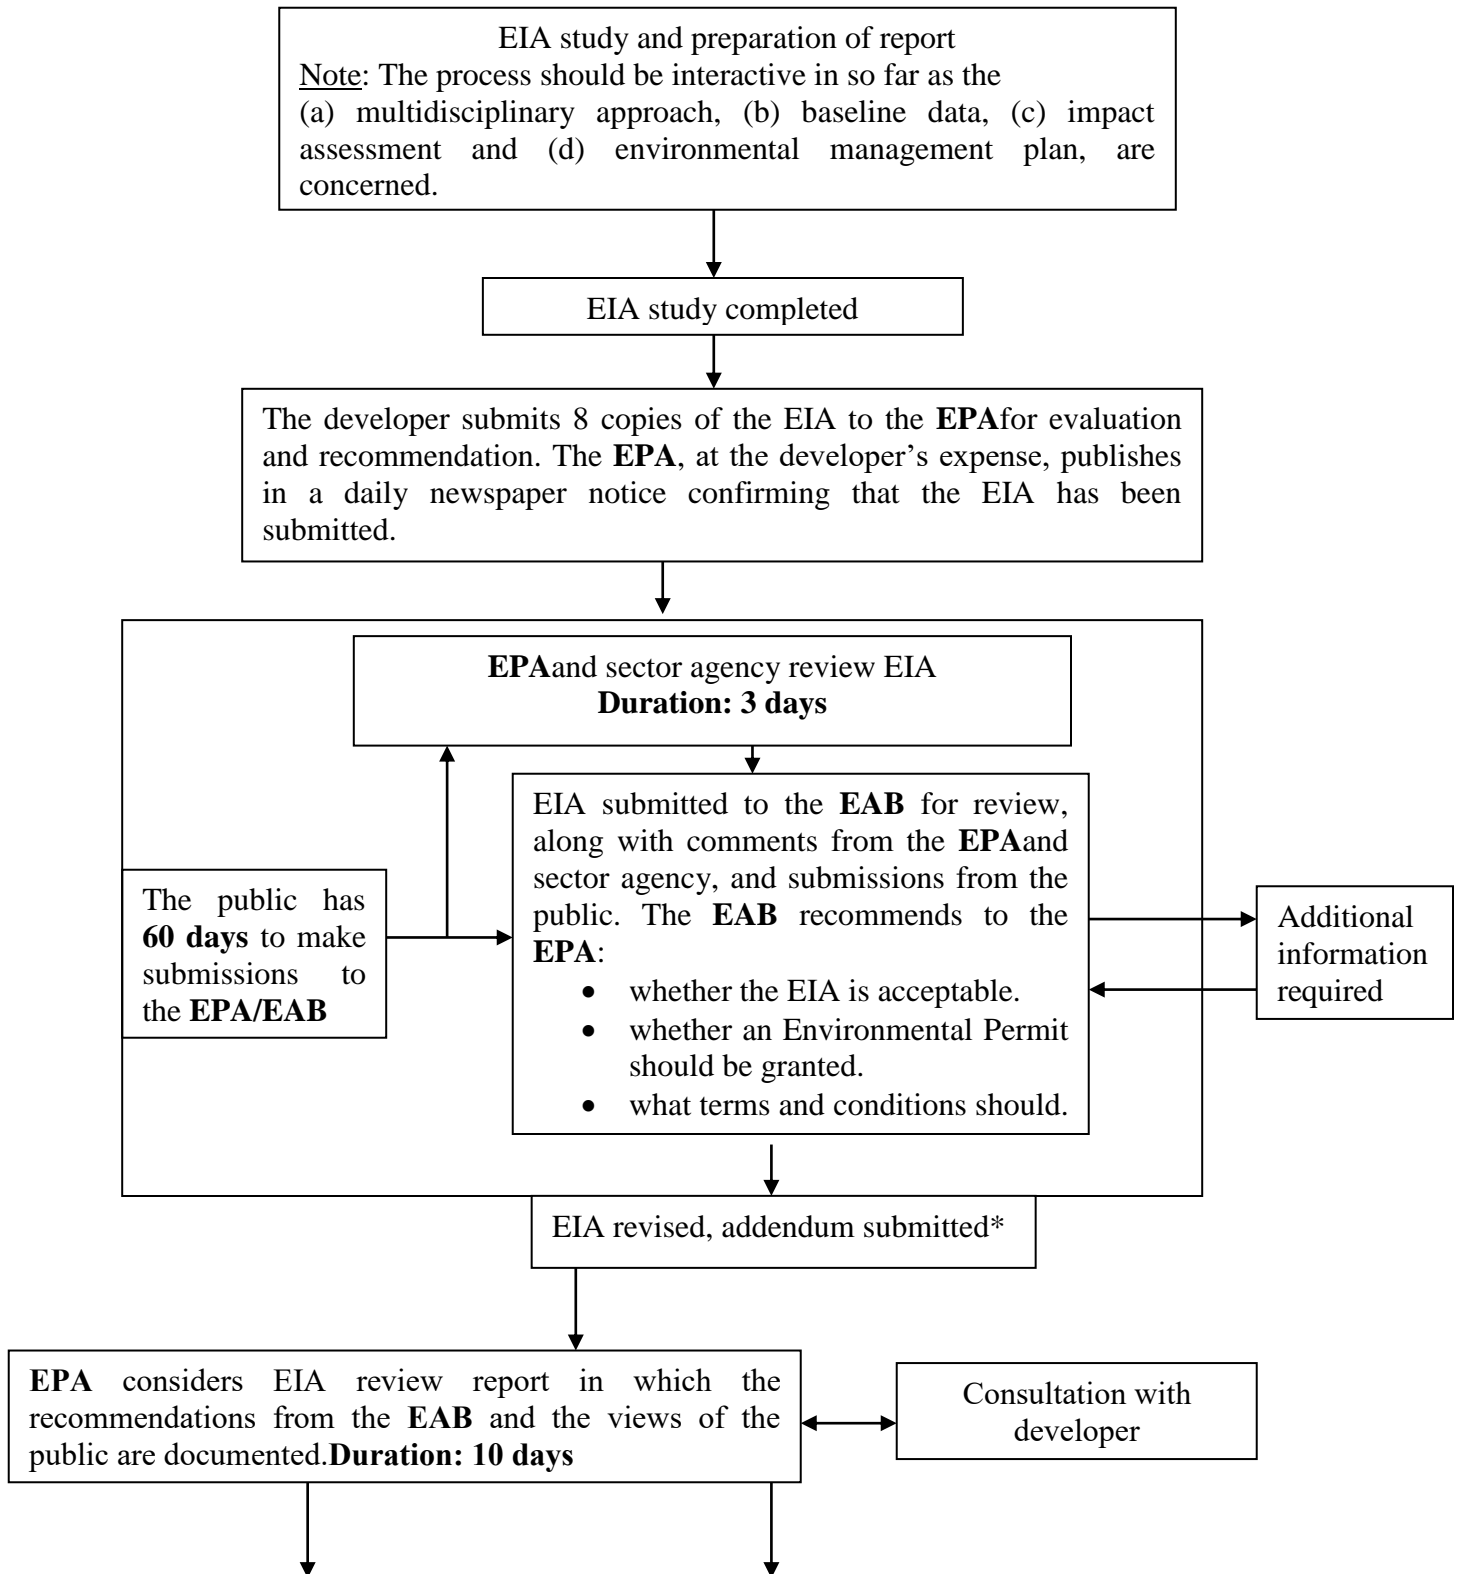 EIA study and preparation of report
Note: The process should be interactive in so far as the
(a) multidisciplinary approach, (b) baseline data, (c) impact
assessment and (d) environmental management plan, are
concerned.
EIA study completed
The developer submits 8 copies of the EIA to the EPAfor evaluation
and recommendation. The EPA, at the developer’s expense, publishes
in a daily newspaper notice confirming that the EIA has been
submitted.
EPAand sector agency review EIA
Duration: 3 days
The public has
60 days to make
submissions to
the EPA/EAB
EIA submitted to the EAB for review,
along with comments from the EPAand
sector agency, and submissions from the
public. The EAB recommends to the
EPA:
• whether the EIA is acceptable.
• whether an Environmental Permit
should be granted.
• what terms and conditions should.
Additional
information
required
EIA revised, addendum submitted*
EPA considers EIA review report in which the
recommendations from the EAB and the views of the
public are documented.Duration: 10 days
Consultation with
developer